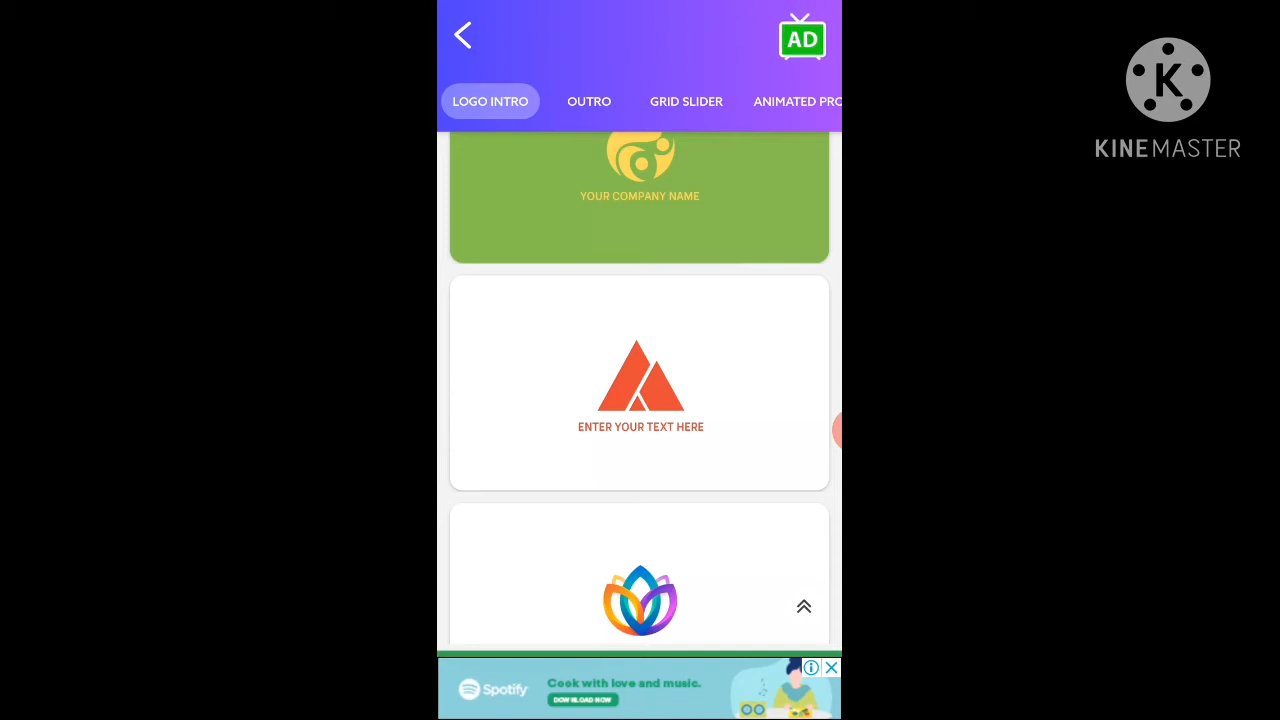 AD
LOGO INTRO
OUTRO
GRID SLIDER
ANIMATED PRO
K
KINEMASTER
YOUR COMPANY NAME
ENTER YOUR TEXT HERE
Spotify
Cook with love and music.
DOWNLOAD NOW